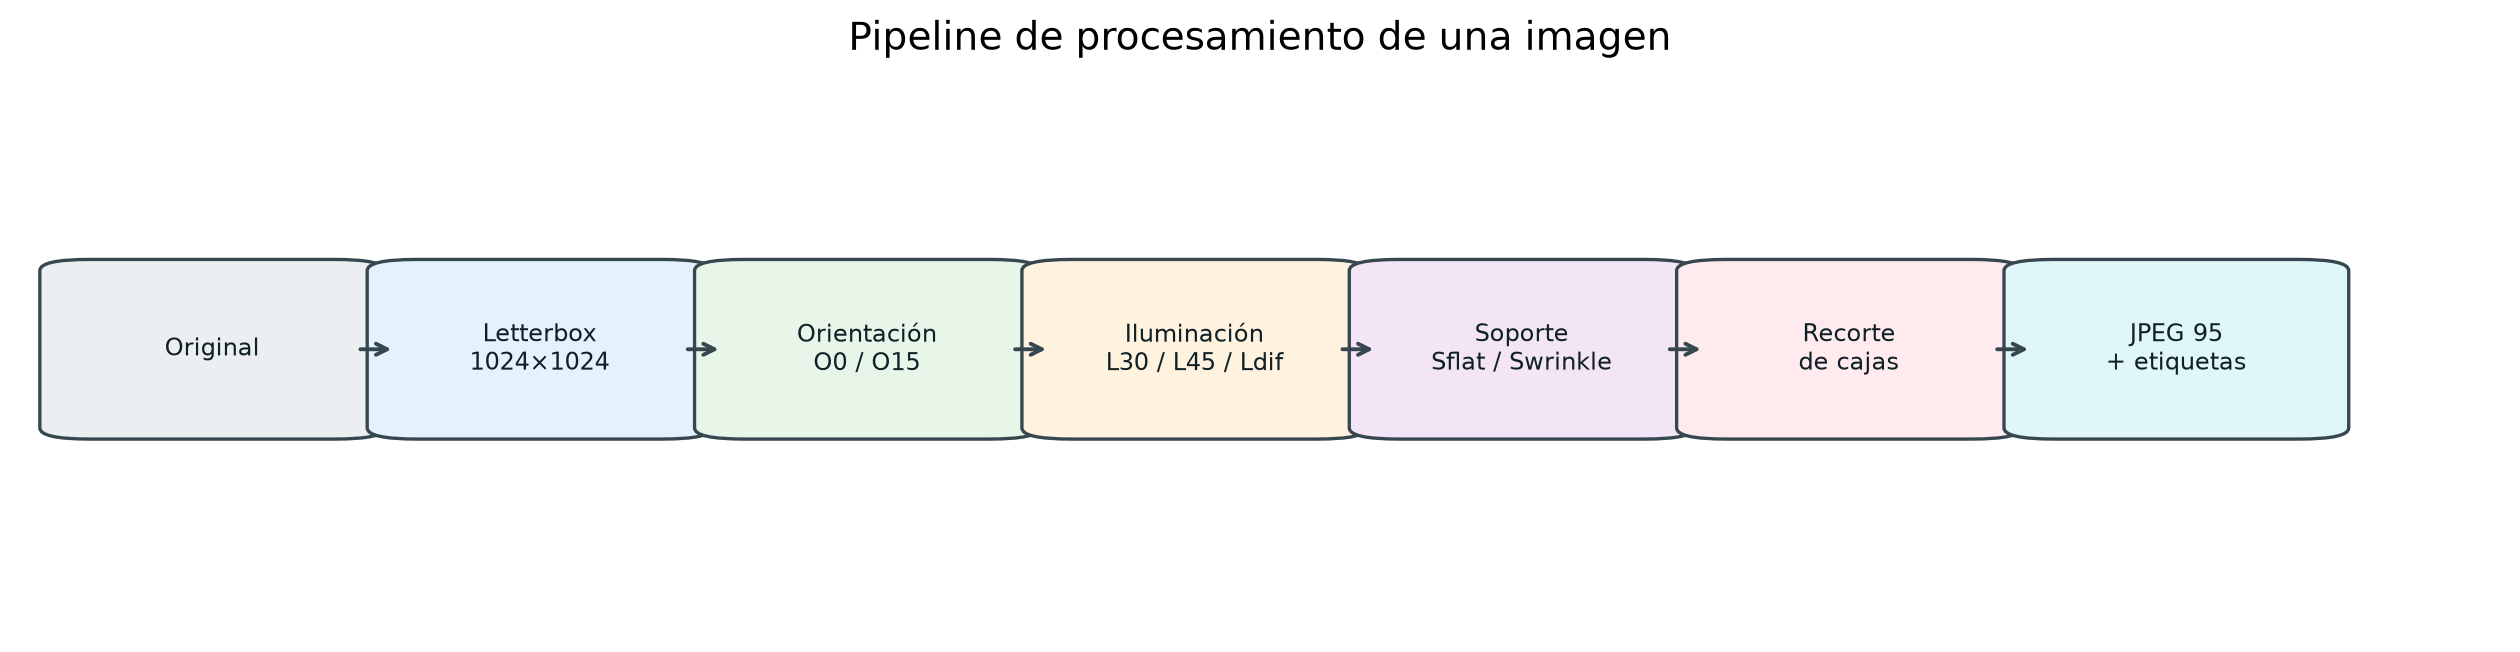 Pipeline de procesamiento de una imagen
Original
Letterbox
1024×1024
Orientación
O0 / O15
Iluminación
L30 / L45 / Ldif
Soporte
Sflat / Swrinkle
Recorte
de cajas
JPEG 95
+ etiquetas